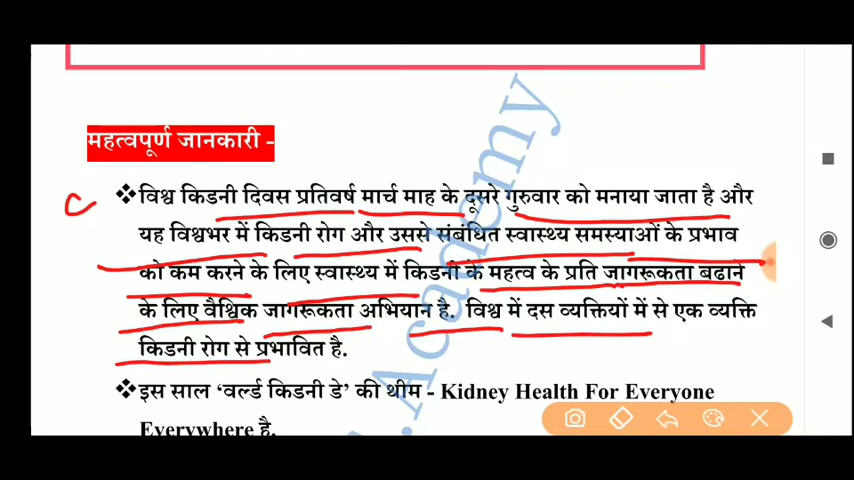 महत्वपूर्ण जानकारी -
❖विश्व किडनी दिवस प्रतिवर्ष मार्च माह के दूसरे गुरुवार को मनाया जाता है और
यह विश्वभर में किडनी रोग और उससे संबंधित स्वास्थ्य समस्याओं के प्रभाव
को कम करने के लिए स्वास्थ्य में किडनी के महत्व के प्रति जागरूकता बढाने
के लिए वैश्विक जागरूकता अभियान है. विश्व में दस व्यक्तियों में से एक व्यक्ति
किडनी रोग से प्रभावित है.
❖इस साल ‘वर्ल्ड किडनी डे’ की थीम - Kidney Health For Everyone
Everywhere है.
Academy